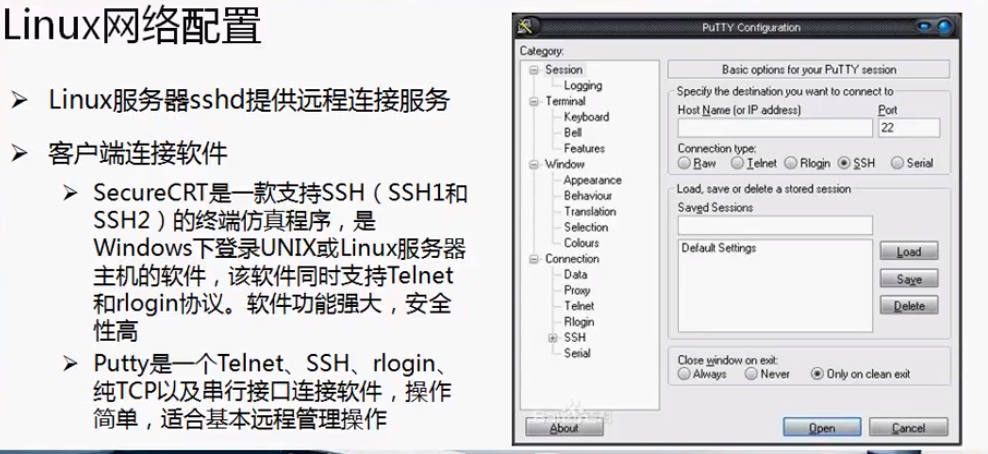 Linux网络配置
Linux服务器sshd提供远程连接服务
客户端连接软件
SecureCRT是一款支持SSH（SSH1和
SSH2）的终端仿真程序，是
Windows下登录UNIX或Linux服务器
主机的软件，该软件同时支持Telnet
和rlogin协议。软件功能强大，安全
性高
Putty是一个Telnet、SSH、rlogin、
纯TCP以及串行接口连接软件，操作
简单，适合基本远程管理操作
PuTTY Configuration
Category:
Session
Logging
Terminal
Keyboard
Bell
Features
Window
Appearance
Behaviour
Translation
Selection
Colours
Connection
Data
Proxy
Telnet
Rlogin
SSH
Serial
Basic options for your PuTTY session
Specify the destination you want to connect to
Host Name (or IP address) Port
22
Connection type:
Raw Telnet Rlogin SSH Serial
Load, save or delete a stored session
Saved Sessions
Default Settings
Load
Save
Delete
Close window on exit:
Always Never Only on clean exit
About Open Cancel